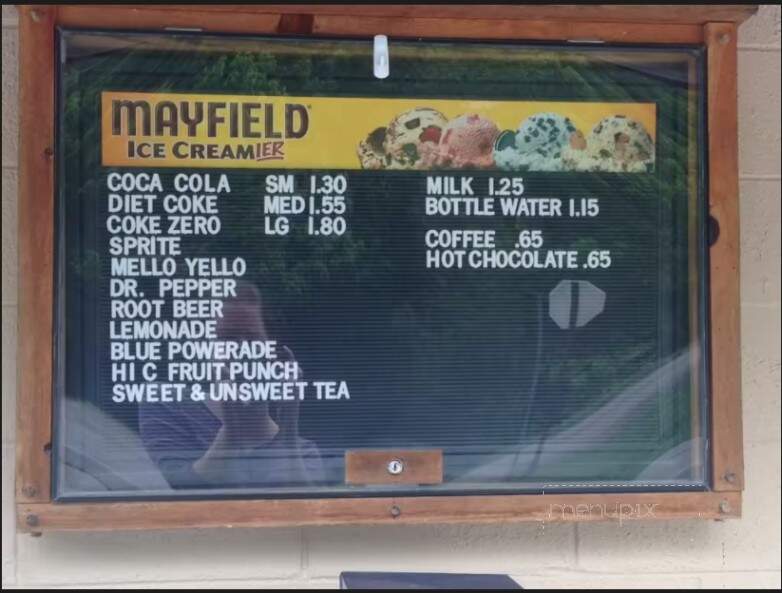 MAYFIELD
ICE CREAMIER
COCA COLA SM 1.30
DIET COKE MED 1.55
COKE ZERO LG 1.80
SPRITE
MELLO YELLO
DR. PEPPER
ROOT BEER
LEMONADE
BLUE POWERADE
HI C FRUIT PUNCH
SWEET & UNSWEET TEA
MILK 1.25
BOTTLE WATER 1.15
COFFEE .65
HOT CHOCOLATE .65
menupix